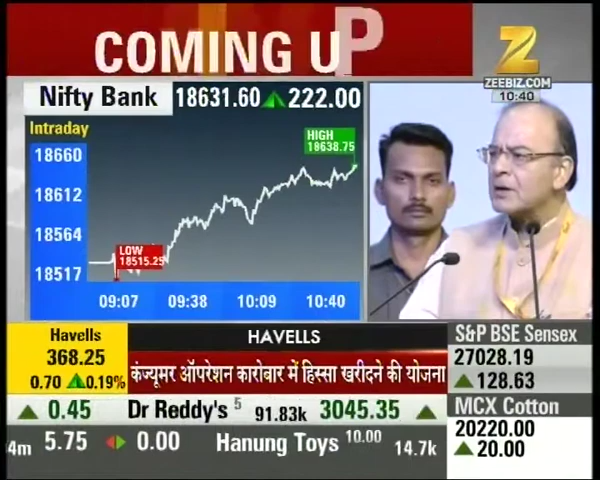 COMING UP
ZEEBIZ.COM
10:40
Nifty Bank 18631.60 222.00
Intraday
HIGH
18638.75
18660
18612
18564
18517
LOW
18515.25
09:07 09:38 10:09 10:40
Havells
368.25
0.70 0.19%
HAVELLS
कंज्यूमर ऑपरेशन कारोबार में हिस्सा खरीदने की योजना
S&P BSE Sensex
27028.19
128.63
MCX Cotton
20220.00
20.00
0.45 Dr Reddy's 5 91.83k 3045.35
4m 5.75 0.00 Hanung Toys 10.00 14.7k